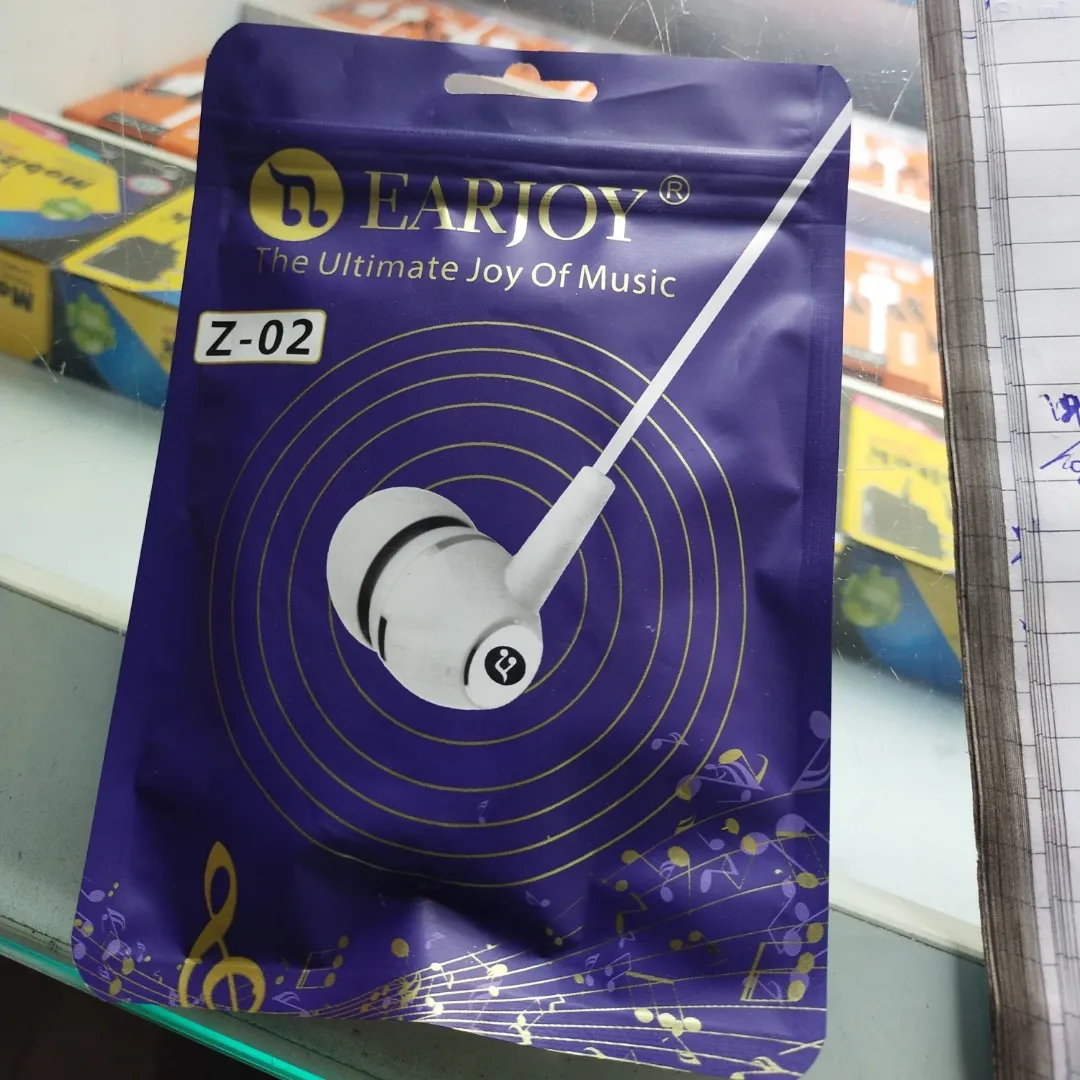 EARJOY®
The Ultimate Joy Of Music
Z-02